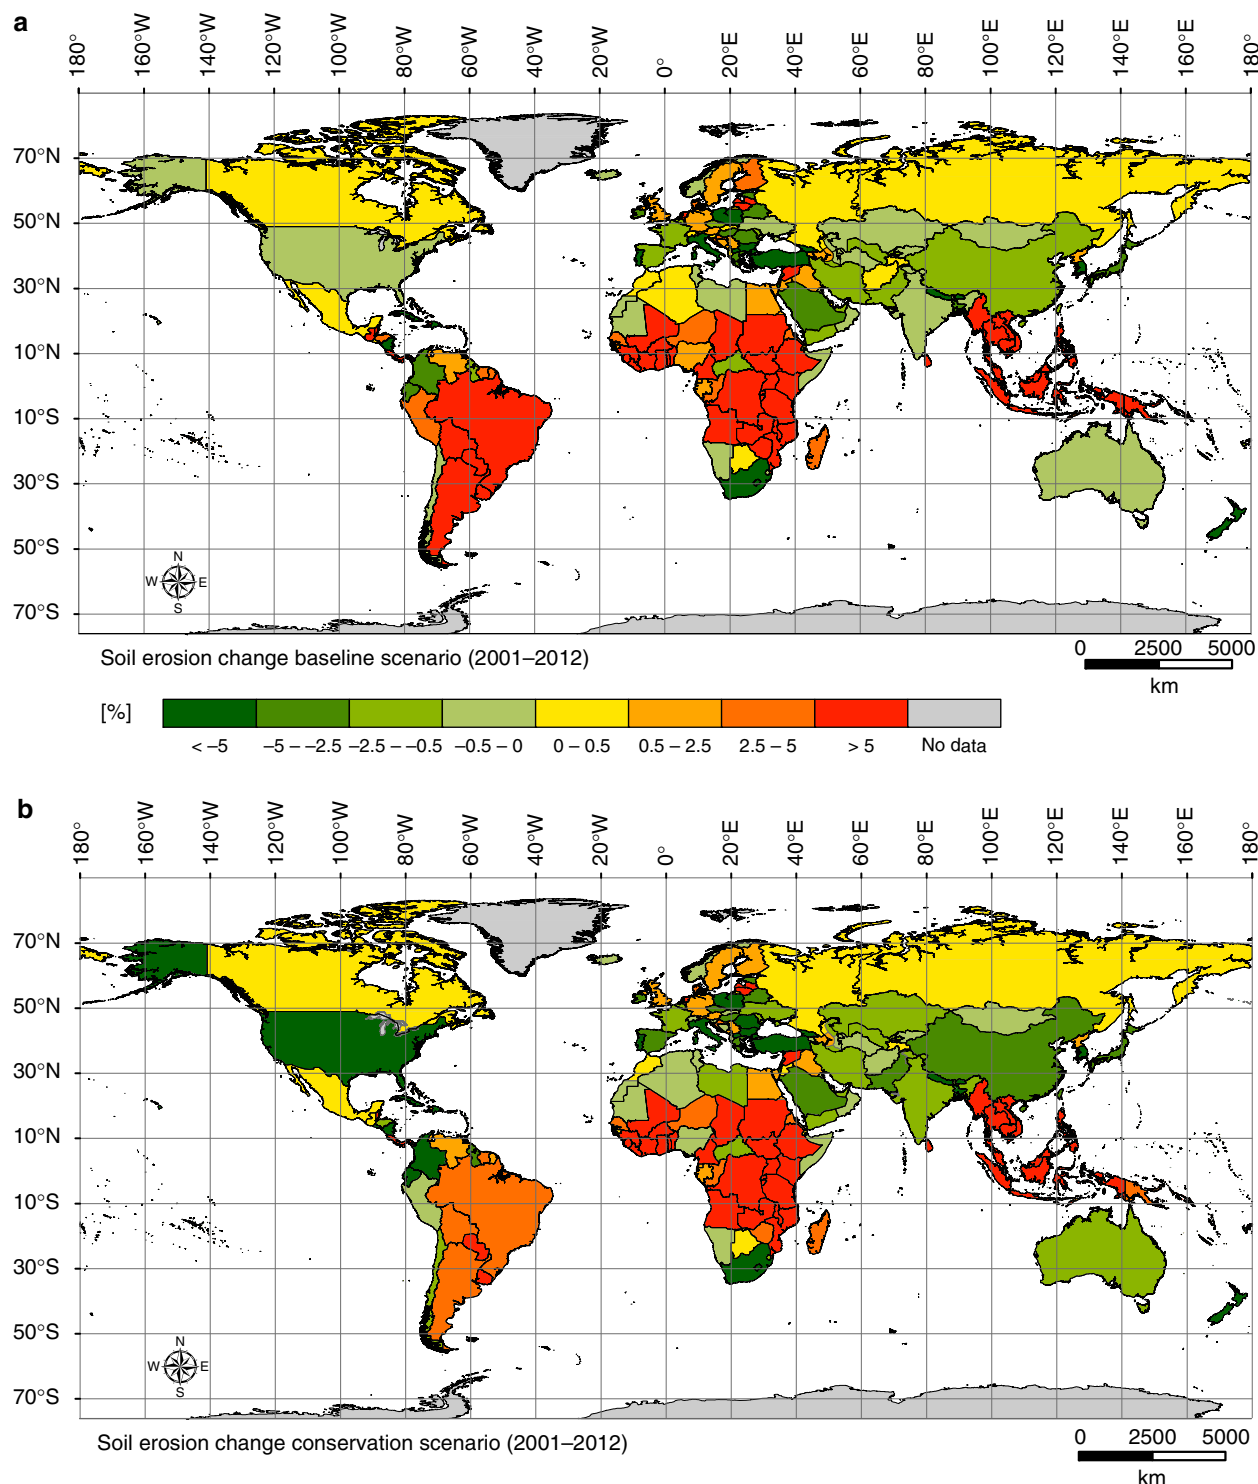 a
180° 160°W 140°W 120°W 100°W 80°W 60°W 40°W 20°W 0° 20°E 40°E 60°E 80°E 100°E 120°E 140°E 160°E 180°
70°N
50°N
30°N
10°N
10°S
30°S
50°S
70°S
N
W E
S
Soil erosion change baseline scenario (2001–2012)
0 2500 5000
km
[%]
< –5 –5 – –2.5 –2.5 – –0.5 –0.5 – 0 0 – 0.5 0.5 – 2.5 2.5 – 5 > 5 No data
b
180° 160°W 140°W 120°W 100°W 80°W 60°W 40°W 20°W 0° 20°E 40°E 60°E 80°E 100°E 120°E 140°E 160°E 180°
70°N
50°N
30°N
10°N
10°S
30°S
50°S
70°S
N
W E
S
Soil erosion change conservation scenario (2001–2012)
0 2500 5000
km